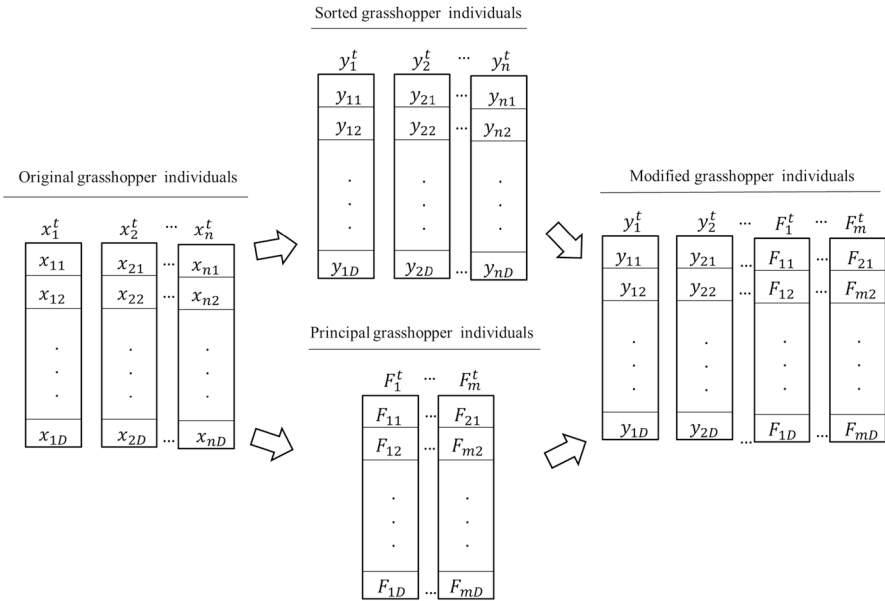 Sorted grasshopper individuals
y_1^t y_2^t ... y_n^t
y_11 y_21 ... y_n1
y_12 y_22 ... y_n2
. . .
. . .
. . .
y_1D y_2D ... y_nD
Original grasshopper individuals
x_1^t x_2^t ... x_n^t
x_11 x_21 ... x_n1
x_12 x_22 ... x_n2
. . .
. . .
. . .
x_1D x_2D ... x_nD
Principal grasshopper individuals
F_1^t ... F_m^t
F_11 ... F_21
F_12 ... F_m2
. .
. .
. .
F_1D ... F_mD
Modified grasshopper individuals
y_1^t y_2^t ... F_1^t ... F_m^t
y_11 y_21 ... F_11 ... F_21
y_12 y_22 ... F_12 ... F_m2
. . . .
. . . .
. . . .
y_1D y_2D ... F_1D ... F_mD